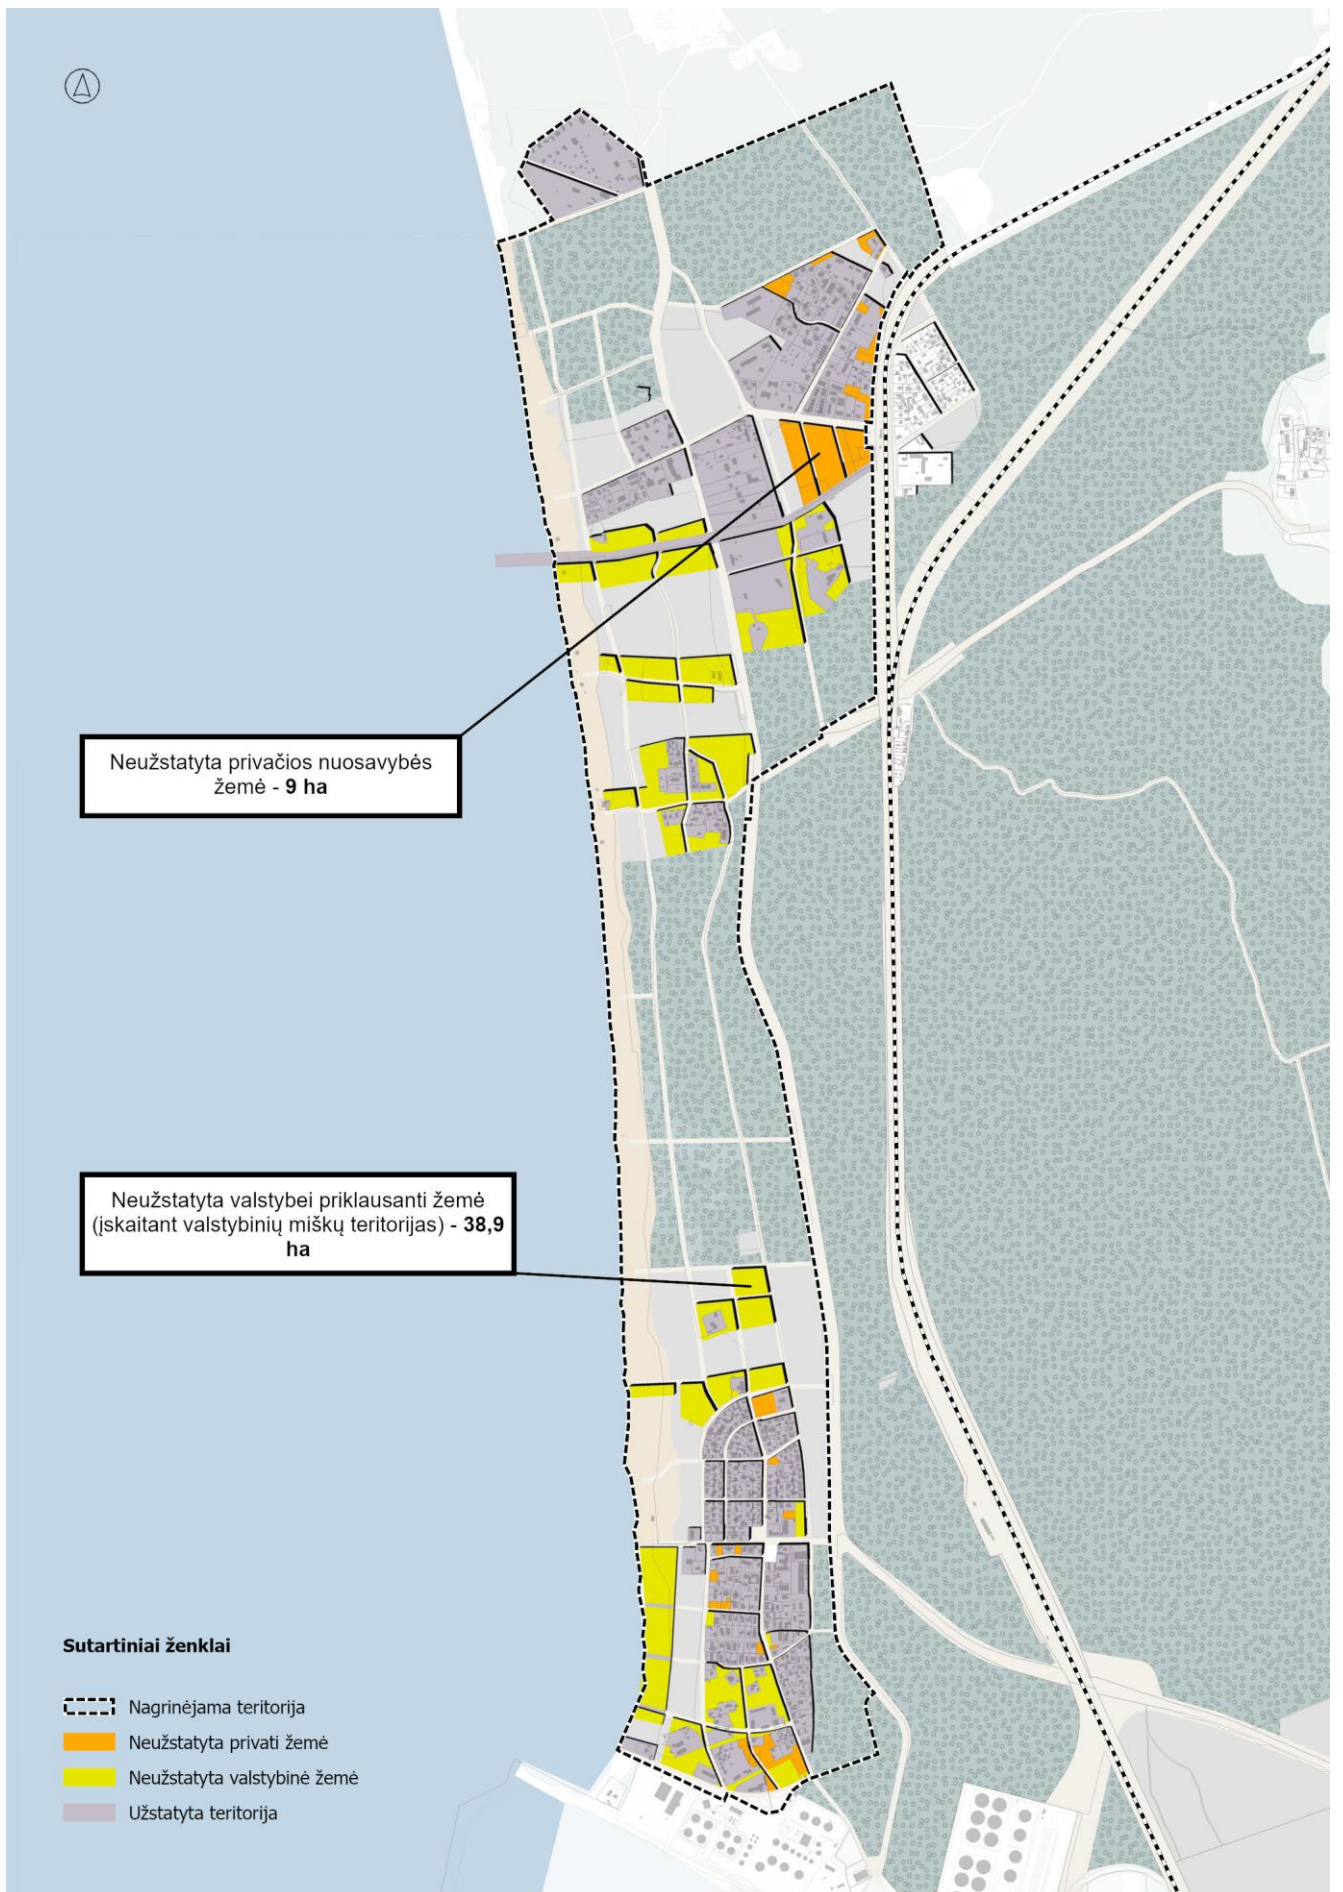 Neužstatyta privačios nuosavybės
žemė - 9 ha
Neužstatyta valstybei priklausanti žemė
(įskaitant valstybinių miškų teritorijas) - 38,9
ha
Sutartiniai ženklai
Nagrinėjama teritorija
Neužstatyta privati žemė
Neužstatyta valstybinė žemė
Užstatyta teritorija